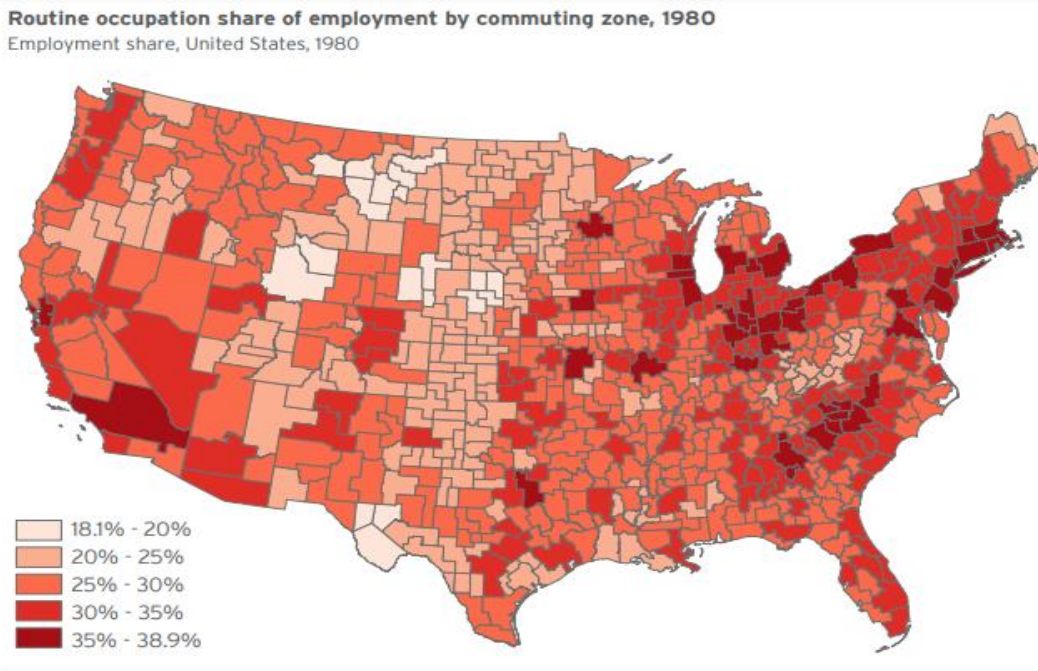 Routine occupation share of employment by commuting zone, 1980
Employment share, United States, 1980
18.1% - 20%
20% - 25%
25% - 30%
30% - 35%
35% - 38.9%